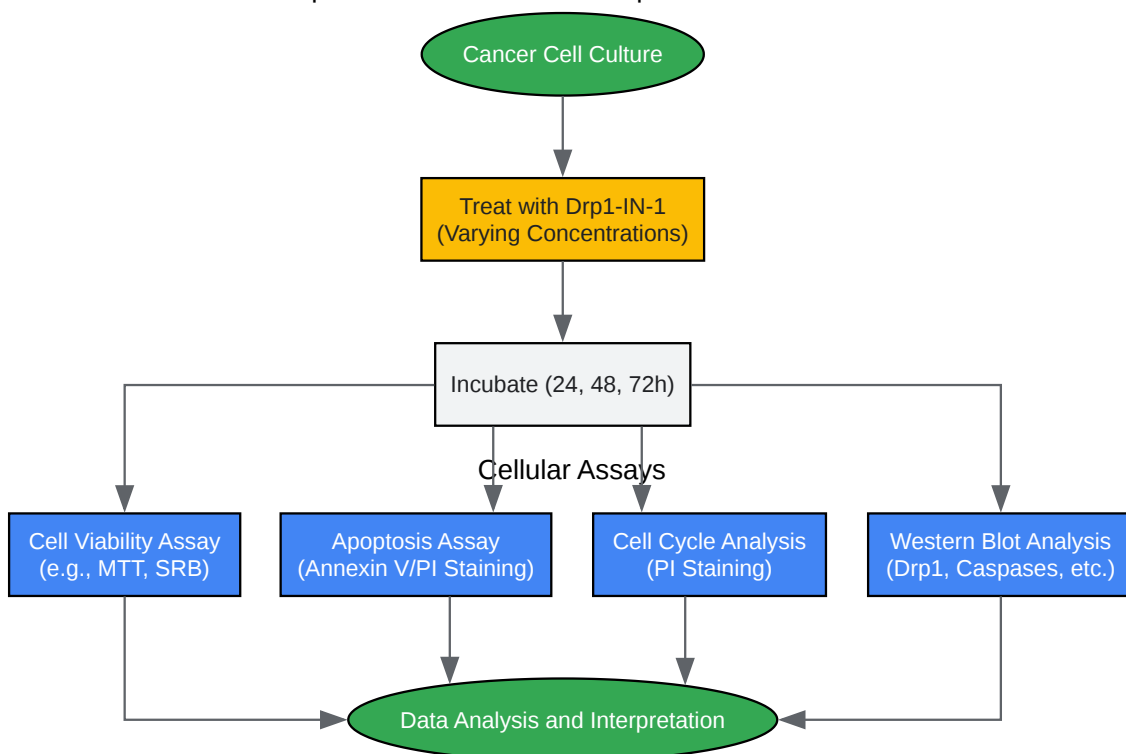 Cancer Cell Culture
Treat with Drp1-IN-1
(Varying Concentrations)
Incubate (24, 48, 72h)
Cellular Assays
Cell Viability Assay
(e.g., MTT, SRB)
Apoptosis Assay
(Annexin V/PI Staining)
Cell Cycle Analysis
(PI Staining)
Western Blot Analysis
(Drp1, Caspases, etc.)
Data Analysis and Interpretation